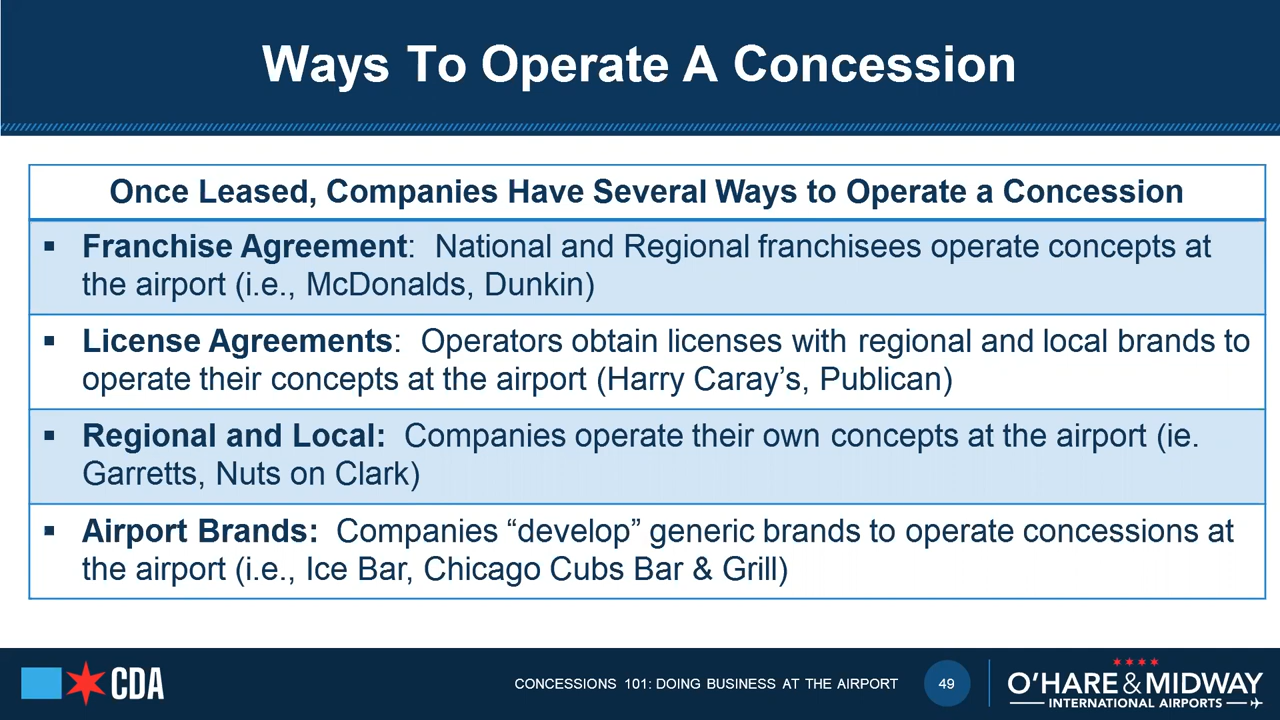 Ways To Operate A Concession
Once Leased, Companies Have Several Ways to Operate a Concession
▪ Franchise Agreement:  National and Regional franchisees operate concepts at
the airport (i.e., McDonalds, Dunkin)
▪ License Agreements:  Operators obtain licenses with regional and local brands to
operate their concepts at the airport (Harry Caray’s, Publican)
▪ Regional and Local:  Companies operate their own concepts at the airport (ie.
Garretts, Nuts on Clark)
▪ Airport Brands:  Companies “develop” generic brands to operate concessions at
the airport (i.e., Ice Bar, Chicago Cubs Bar & Grill)
CDA
CONCESSIONS 101: DOING BUSINESS AT THE AIRPORT
49
O’HARE & MIDWAY
INTERNATIONAL AIRPORTS